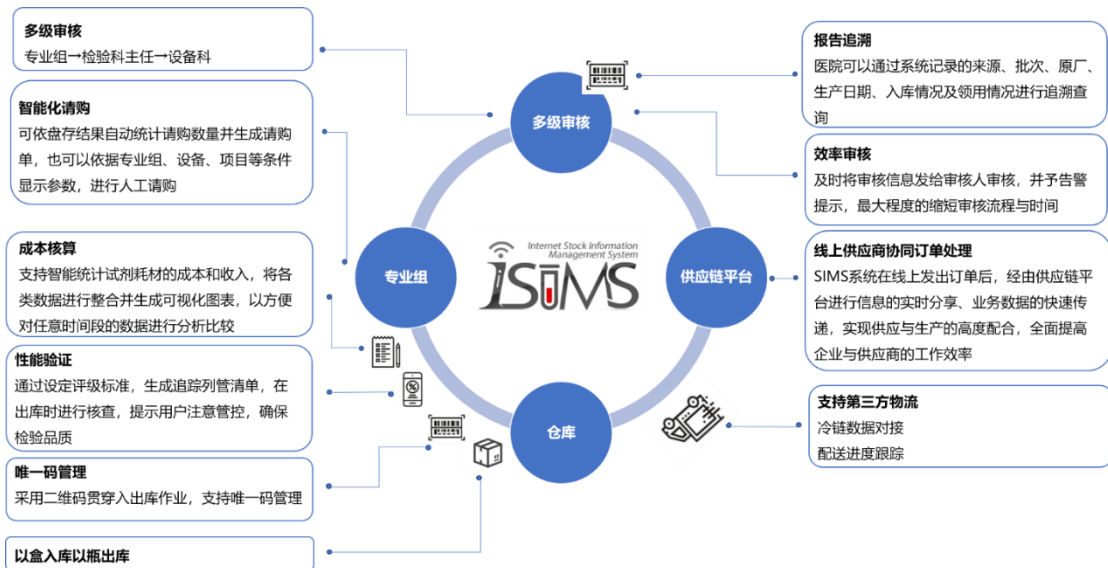 多级审核
专业组→检验科主任→设备科
智能化请购
可依盘存结果自动统计请购数量并生成请购
单，也可以依据专业组、设备、项目等条件
显示参数，进行人工请购
成本核算
支持智能统计试剂耗材的成本和收入，将各
类数据进行整合并生成可视化图表，以方便
对任意时间段的数据进行分析比较
性能验证
通过设定评级标准，生成追踪列管清单，在
出库时进行核查，提示用户注意管控，确保
检验品质
唯一码管理
采用二维码贯穿入出库作业，支持唯一码管理
以盒入库以瓶出库
多级审核
专业组
Internet Stock Information
Management System
iSIMS
供应链平台
仓库
报告追溯
医院可以通过系统记录的来源、批次、原厂、
生产日期、入库情况及领用情况进行追溯查
询
效率审核
及时将审核信息发给审核人审核，并予告警
提示，最大程度的缩短审核流程与时间
线上供应商协同订单处理
SIMS系统在线上发出订单后，经由供应链平
台进行信息的实时分享、业务数据的快速传
递，实现供应与生产的高度配合，全面提高
企业与供应商的工作效率
支持第三方物流
冷链数据对接
配送进度跟踪